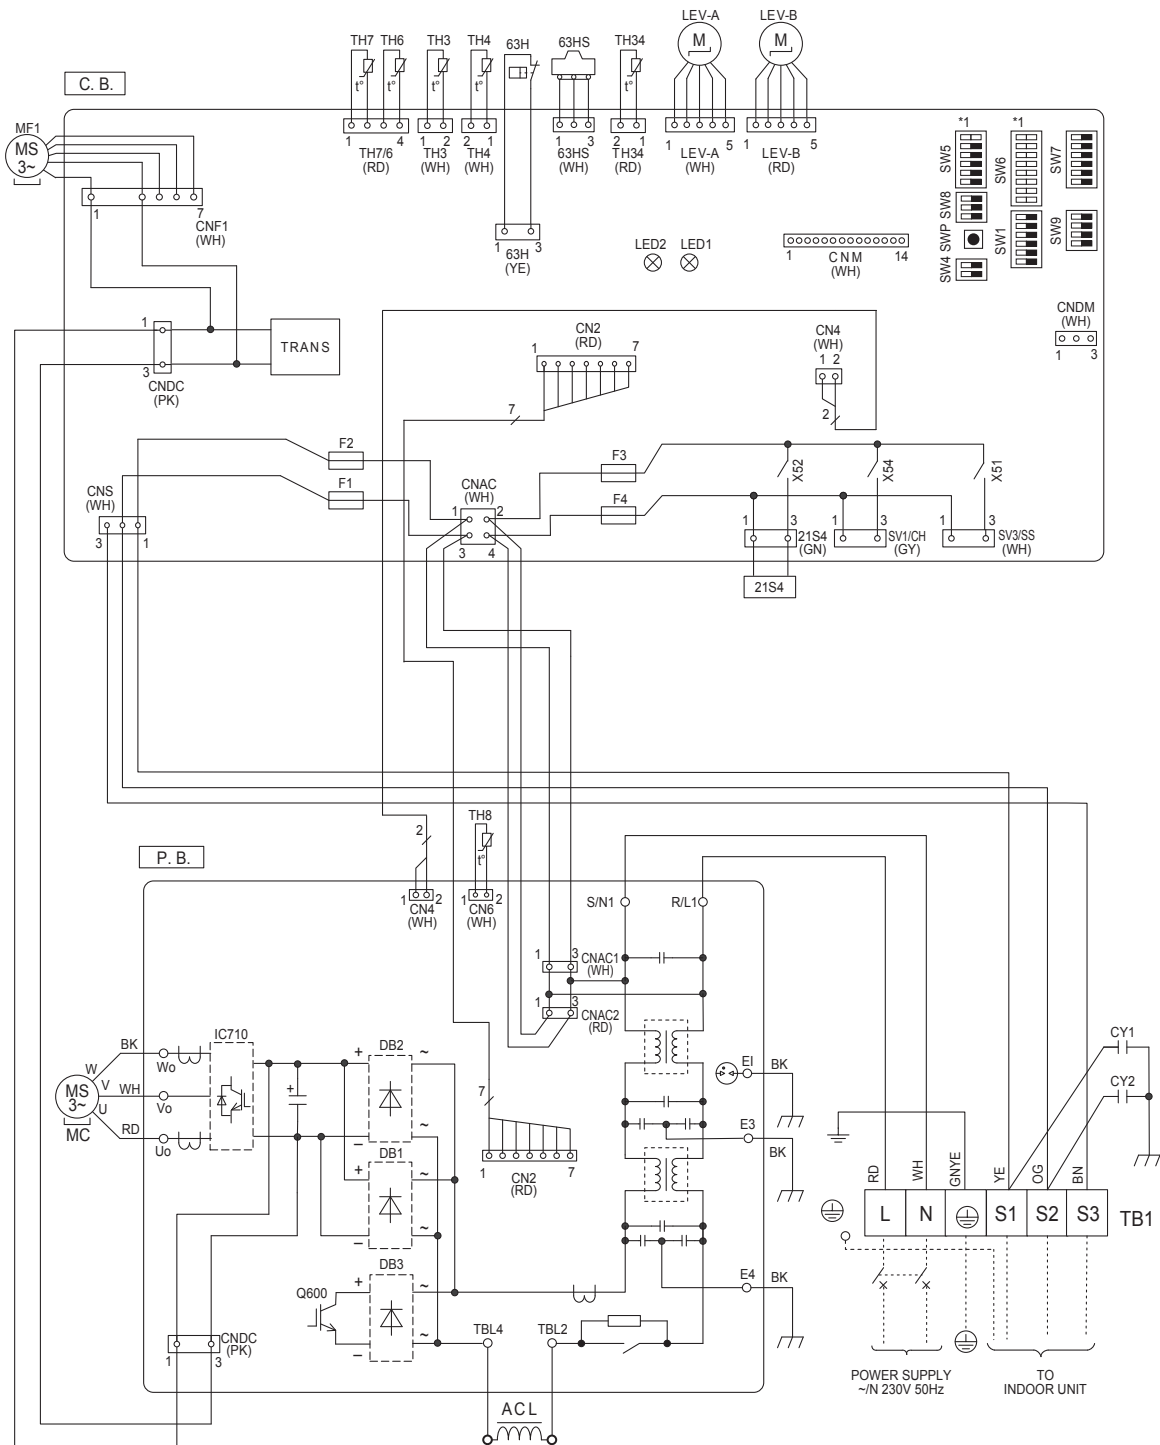 LEV-A LEV-B
TH7 TH6 TH3 TH4 63H 63HS TH34
M M
t° t° t° t° t°
C. B.
MF1
MS
3~
*1 *1
1 4 1 2 2 1 1 3 2 1 1 5 1 5
TH7/6
(RD)
TH3
(WH)
TH4
(WH)
63HS
(WH)
TH34
(RD)
LEV-A
(WH)
LEV-B
(RD)
SW5
SW6
SW7
SW8
SWP
SW1
SW9
SW4
1 7
CNF1
(WH)
1 3
63H
(YE)
LED2 LED1
1 14
CNM
(WH)
CNDM
(WH)
1 3
1
3
CNDC
(PK)
TRANS
CN2
(RD)
1 7
7
CN4
(WH)
1 2
2
F2
F1
F3
F4
CNS
(WH)
3 1
CNAC
(WH)
1 2
3 4
X52
X54
X51
1 3
21S4
(GN)
1 3
SV1/CH
(GY)
1 3
SV3/SS
(WH)
21S4
P. B.
2
1 2
CN4
(WH)
TH8
t°
1 2
CN6
(WH)
S/N1 R/L1
1 3
CNAC1
(WH)
1 3
CNAC2
(RD)
IC710
BK
W
Wo
MS
3~
V
WH
Vo
U
RD
Uo
MC
+
+ ~
DB2
– ~
DB1
+ ~
– ~
DB3
+ ~
– ~
Q600
7
1 7
CN2
(RD)
EI BK
E3
BK
E4 BK
CY1
CY2
RD
WH
GNYE
YE
OG
BN
L N S1 S2 S3
TB1
CNDC
(PK)
1 3
TBL4 TBL2
ACL
POWER SUPPLY
~/N 230V 50Hz
TO
INDOOR UNIT